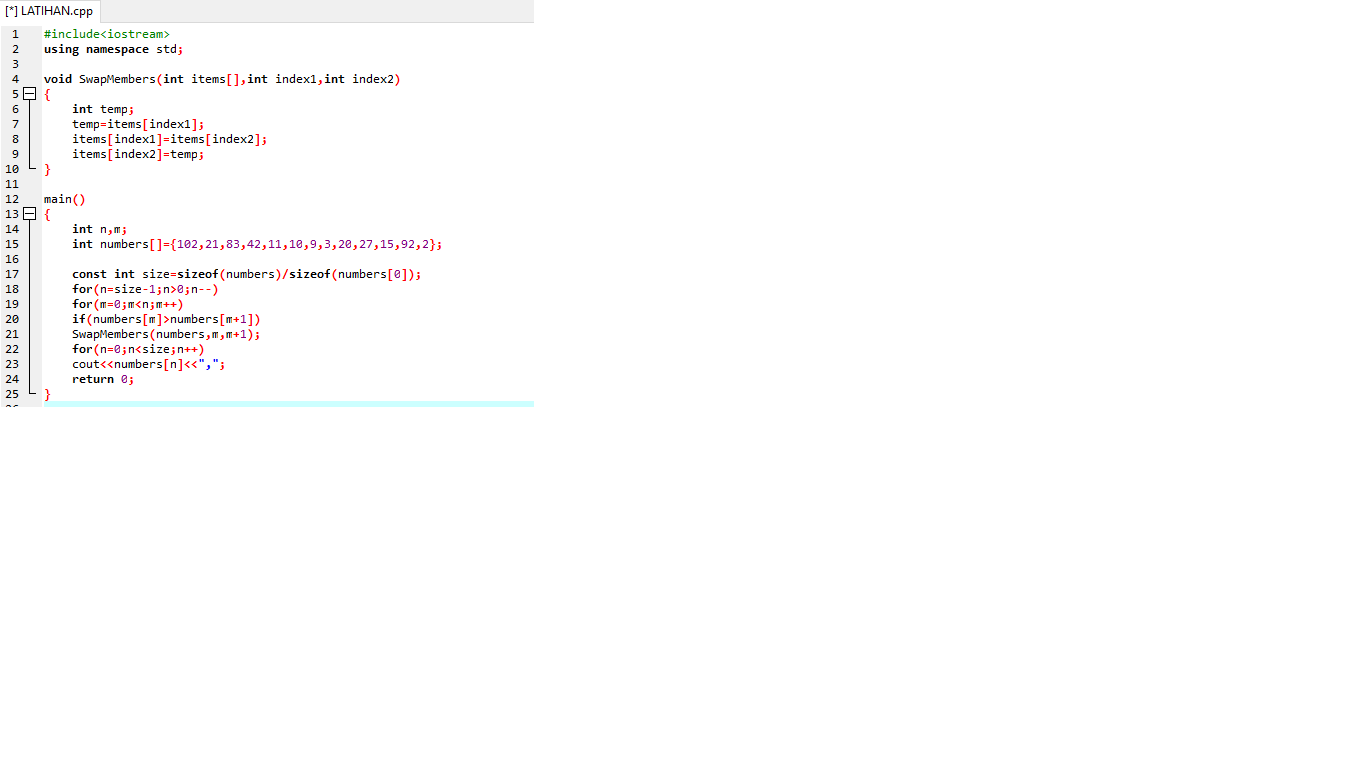 [*] LATIHAN.cpp
1 #include<iostream>
2 using namespace std;
3
4 void SwapMembers(int items[],int index1,int index2)
5 {
6 int temp;
7 temp=items[index1];
8 items[index1]=items[index2];
9 items[index2]=temp;
10 }
11
12 main()
13 {
14 int n,m;
15 int numbers[]={102,21,83,42,11,10,9,3,20,27,15,92,2};
16
17 const int size=sizeof(numbers)/sizeof(numbers[0]);
18 for(n=size-1;n>0;n--)
19 for(m=0;m<n;m++)
20 if(numbers[m]>numbers[m+1])
21 SwapMembers(numbers,m,m+1);
22 for(n=0;n<size;n++)
23 cout<<numbers[n]<<",";
24 return 0;
25 }